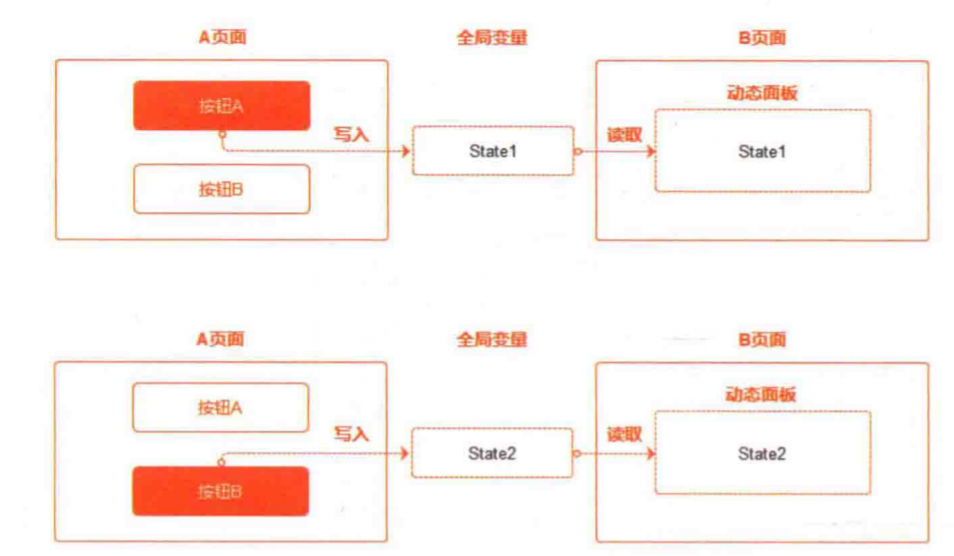 A页面 全局变量 B页面
按钮A
动态面板
写入
读取
State1
State1
按钮B
A页面 全局变量 B页面
按钮A
动态面板
写入
读取
State2
State2
按钮B